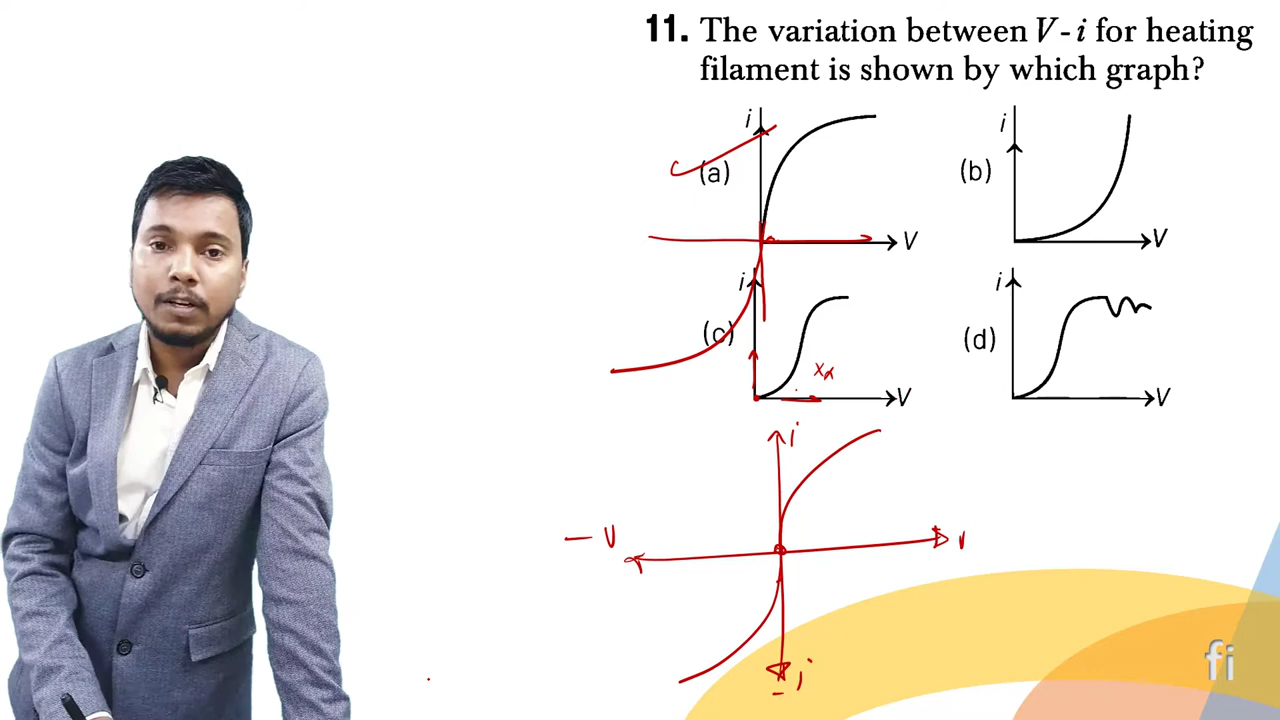 11. The variation between V-i for heating
filament is shown by which graph?
i
(a)
V
i
(b)
V
i
(c)
V
i
(d)
V
i
- V
V
- i
fi